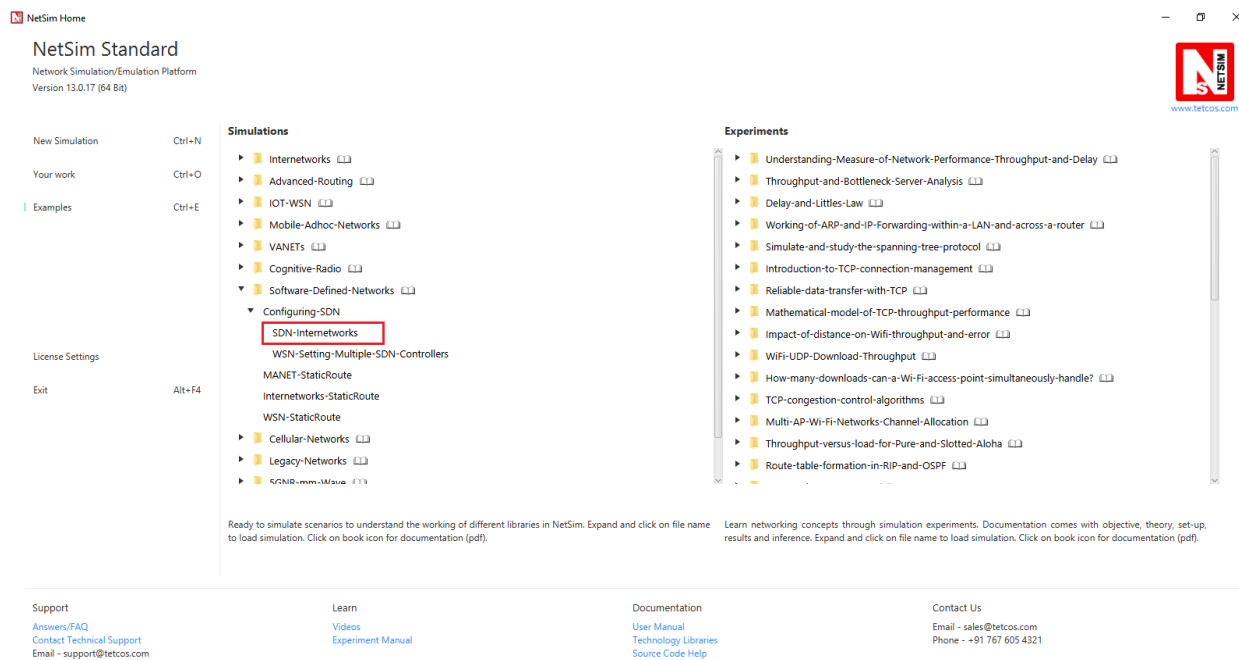 NetSim Home
NetSim Standard
Network Simulation/Emulation Platform
Version 13.0.17 (64 Bit)
N
S
NETSIM
www.tetcos.com
New Simulation Ctrl+N
Your work Ctrl+O
Examples Ctrl+E
License Settings
Exit Alt+F4
Simulations
Internetworks
Advanced-Routing
IOT-WSN
Mobile-Adhoc-Networks
VANETs
Cognitive-Radio
Software-Defined-Networks
Configuring-SDN
SDN-Internetworks
WSN-Setting-Multiple-SDN-Controllers
MANET-StaticRoute
Internetworks-StaticRoute
WSN-StaticRoute
Cellular-Networks
Legacy-Networks
5GNR-mm-Wave
Ready to simulate scenarios to understand the working of different libraries in NetSim. Expand and click on file name
to load simulation. Click on book icon for documentation (pdf).
Experiments
Understanding-Measure-of-Network-Performance-Throughput-and-Delay
Throughput-and-Bottleneck-Server-Analysis
Delay-and-Littles-Law
Working-of-ARP-and-IP-Forwarding-within-a-LAN-and-across-a-router
Simulate-and-study-the-spanning-tree-protocol
Introduction-to-TCP-connection-management
Reliable-data-transfer-with-TCP
Mathematical-model-of-TCP-throughput-performance
Impact-of-distance-on-Wifi-throughput-and-error
WiFi-UDP-Download-Throughput
How-many-downloads-can-a-Wi-Fi-access-point-simultaneously-handle?
TCP-congestion-control-algorithms
Multi-AP-Wi-Fi-Networks-Channel-Allocation
Throughput-versus-load-for-Pure-and-Slotted-Aloha
Route-table-formation-in-RIP-and-OSPF
Learn networking concepts through simulation experiments. Documentation comes with objective, theory, set-up,
results and inference. Expand and click on file name to load simulation. Click on book icon for documentation (pdf).
Support
Answers/FAQ
Contact Technical Support
Email - support@tetcos.com
Learn
Videos
Experiment Manual
Documentation
User Manual
Technology Libraries
Source Code Help
Contact Us
Email - sales@tetcos.com
Phone - +91 767 605 4321